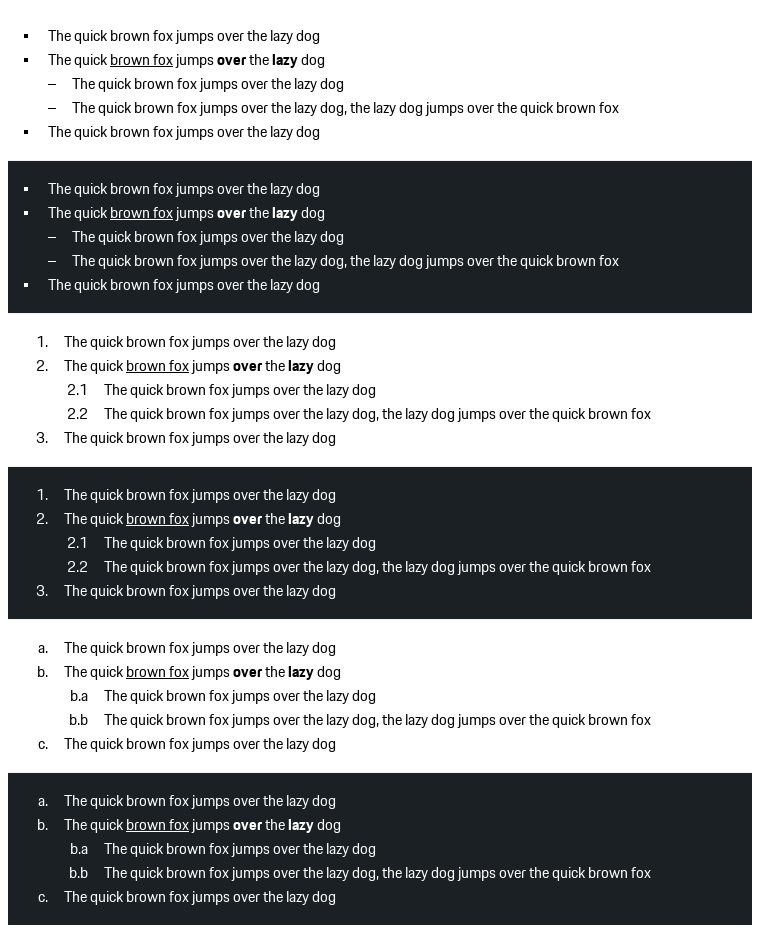 ▪ The quick brown fox jumps over the lazy dog
▪ The quick brown fox jumps over the lazy dog
– The quick brown fox jumps over the lazy dog
– The quick brown fox jumps over the lazy dog, the lazy dog jumps over the quick brown fox
▪ The quick brown fox jumps over the lazy dog
▪ The quick brown fox jumps over the lazy dog
▪ The quick brown fox jumps over the lazy dog
– The quick brown fox jumps over the lazy dog
– The quick brown fox jumps over the lazy dog, the lazy dog jumps over the quick brown fox
▪ The quick brown fox jumps over the lazy dog
1. The quick brown fox jumps over the lazy dog
2. The quick brown fox jumps over the lazy dog
2.1 The quick brown fox jumps over the lazy dog
2.2 The quick brown fox jumps over the lazy dog, the lazy dog jumps over the quick brown fox
3. The quick brown fox jumps over the lazy dog
1. The quick brown fox jumps over the lazy dog
2. The quick brown fox jumps over the lazy dog
2.1 The quick brown fox jumps over the lazy dog
2.2 The quick brown fox jumps over the lazy dog, the lazy dog jumps over the quick brown fox
3. The quick brown fox jumps over the lazy dog
a. The quick brown fox jumps over the lazy dog
b. The quick brown fox jumps over the lazy dog
b.a The quick brown fox jumps over the lazy dog
b.b The quick brown fox jumps over the lazy dog, the lazy dog jumps over the quick brown fox
c. The quick brown fox jumps over the lazy dog
a. The quick brown fox jumps over the lazy dog
b. The quick brown fox jumps over the lazy dog
b.a The quick brown fox jumps over the lazy dog
b.b The quick brown fox jumps over the lazy dog, the lazy dog jumps over the quick brown fox
c. The quick brown fox jumps over the lazy dog